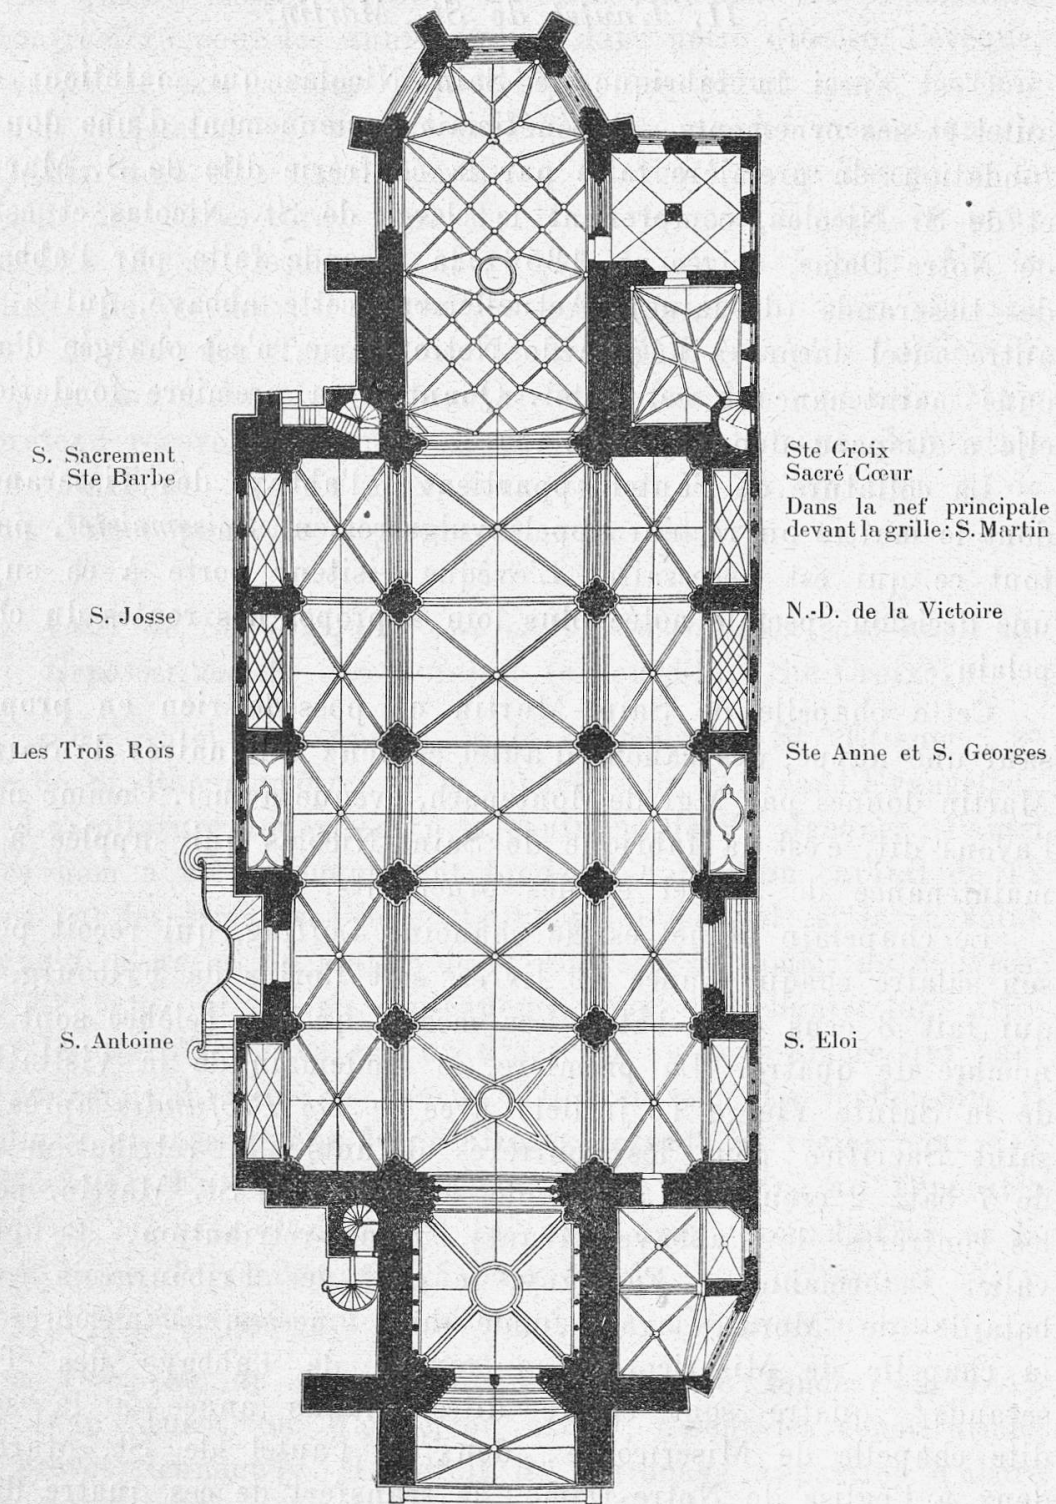 S. Sacrement
Ste Barbe
S. Josse
Les Trois Rois
S. Antoine
Ste Croix
Sacré Cœur
Dans la nef principale
devant la grille: S. Martin
N.-D. de la Victoire
Ste Anne et S. Georges
S. Eloi